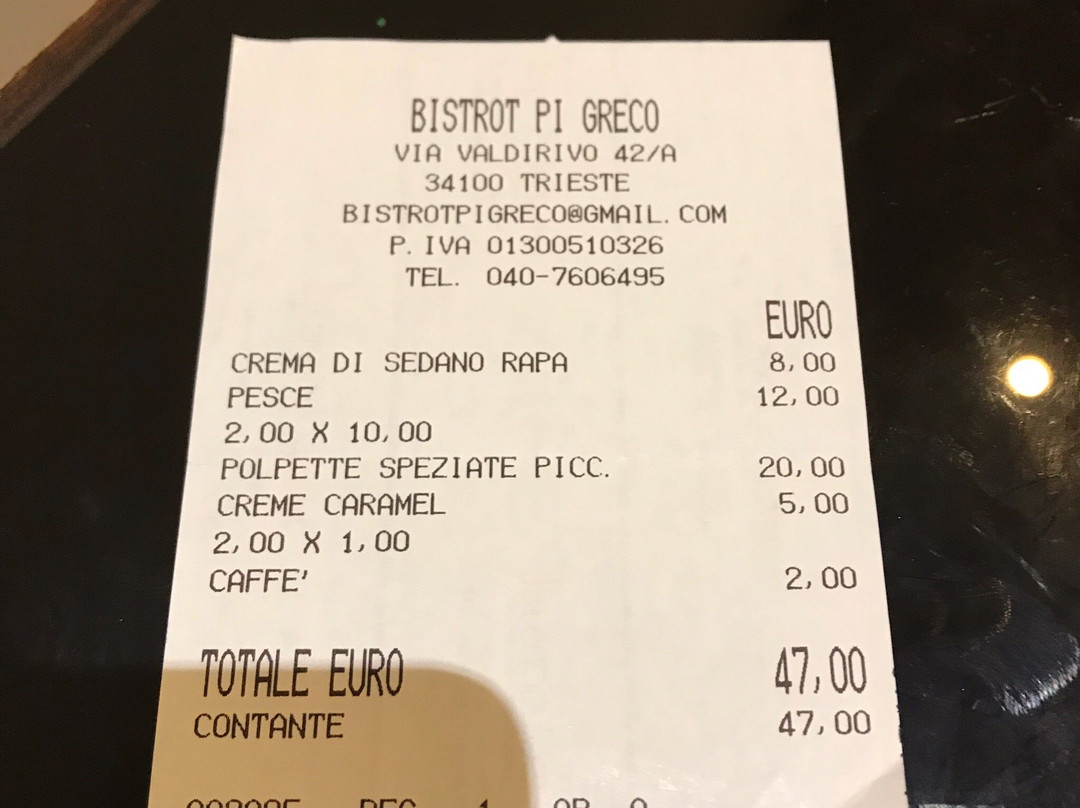 BISTROT PI GRECO
VIA VALDIRIVO 42/A
34100 TRIESTE
BISTROTPIGRECO@GMAIL.COM
P. IVA 01300510326
TEL. 040-7606495
EURO
CREMA DI SEDANO RAPA 8,00
PESCE 12,00
2,00 X 10,00
POLPETTE SPEZIATE PICC. 20,00
CREME CARAMEL 5,00
2,00 X 1,00
CAFFE' 2,00
TOTALE EURO 47,00
CONTANTE 47,00